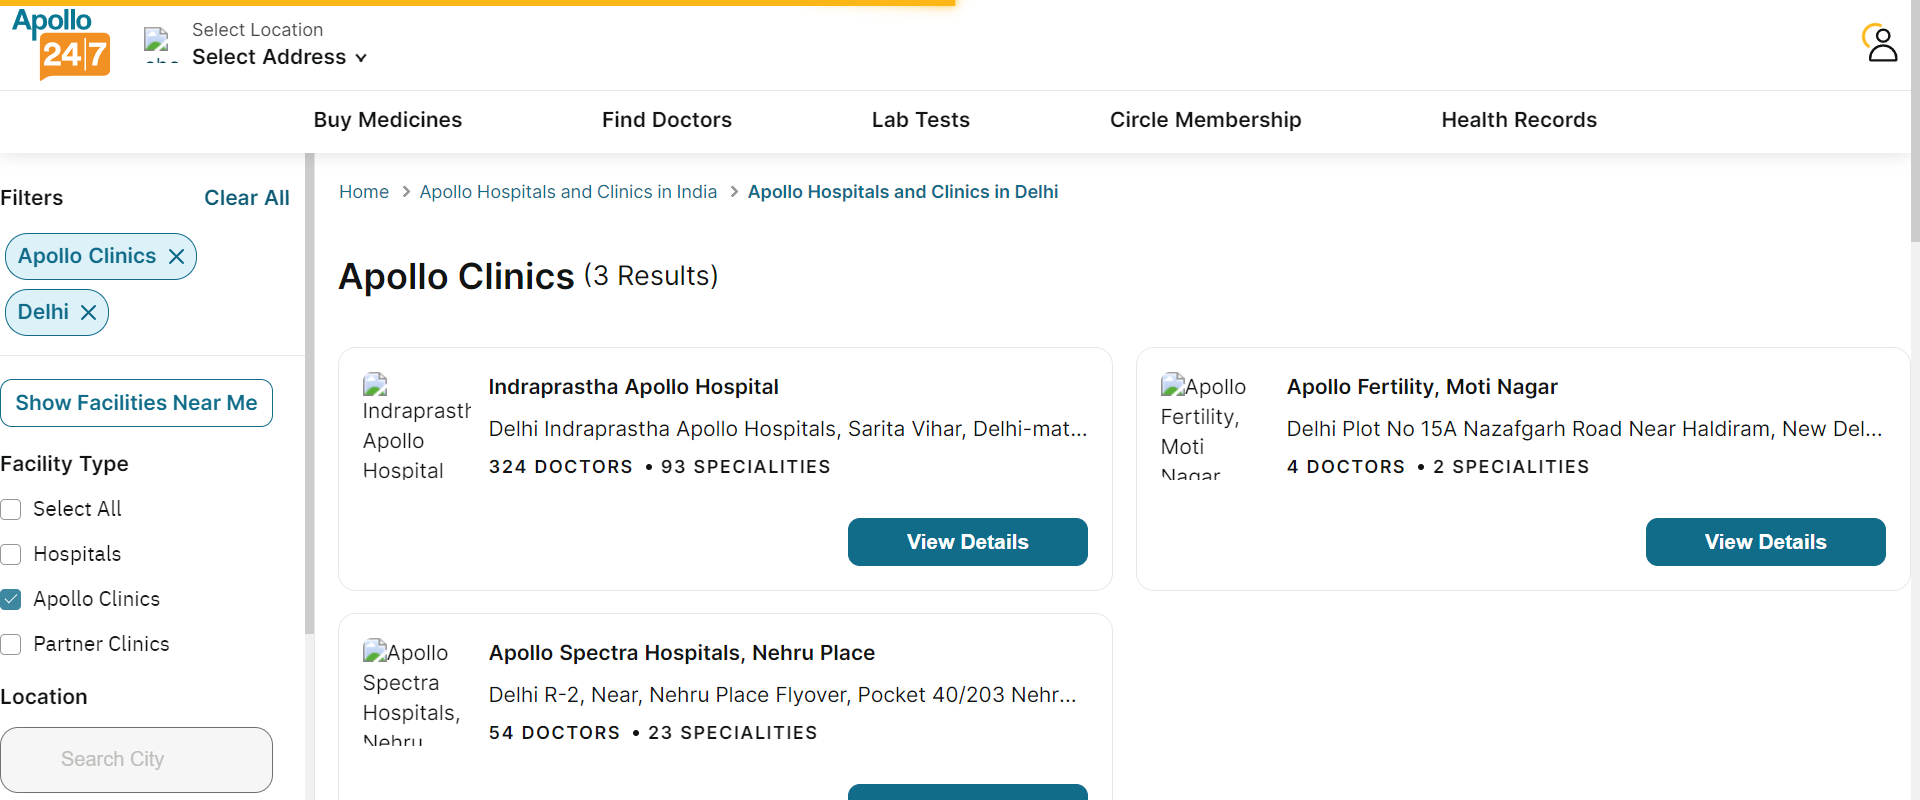 Apollo
24|7
Select Location
Select Address
Buy Medicines
Find Doctors
Lab Tests
Circle Membership
Health Records
Filters
Clear All
Apollo Clinics
Delhi
Show Facilities Near Me
Facility Type
Select All
Hospitals
Apollo Clinics
Partner Clinics
Location
Search City
Home > Apollo Hospitals and Clinics in India > Apollo Hospitals and Clinics in Delhi
Apollo Clinics (3 Results)
Indraprasth
Apollo
Hospital
Indraprastha Apollo Hospital
Delhi Indraprastha Apollo Hospitals, Sarita Vihar, Delhi-mat...
324 DOCTORS • 93 SPECIALITIES
View Details
Apollo
Fertility,
Moti
Nagar
Apollo Fertility, Moti Nagar
Delhi Plot No 15A Nazafgarh Road Near Haldiram, New Del...
4 DOCTORS • 2 SPECIALITIES
View Details
Apollo
Spectra
Hospitals,
Nehru
Apollo Spectra Hospitals, Nehru Place
Delhi R-2, Near, Nehru Place Flyover, Pocket 40/203 Nehr...
54 DOCTORS • 23 SPECIALITIES